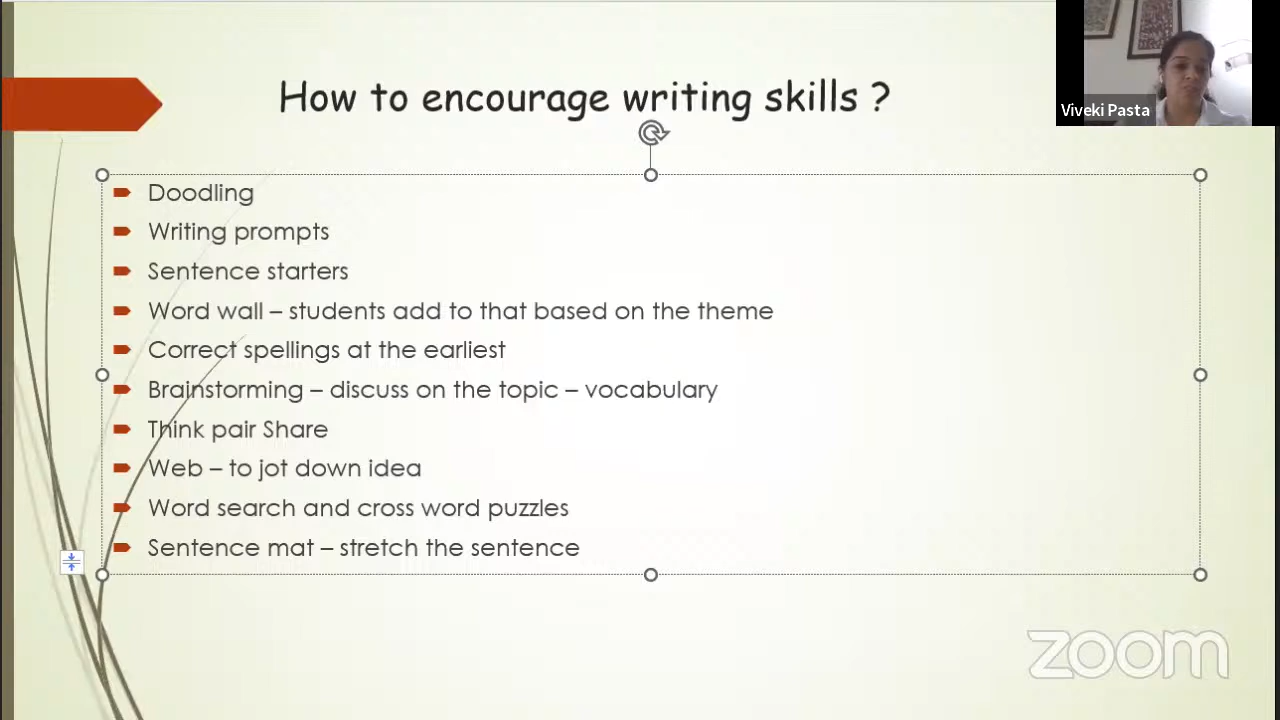 How to encourage writing skills ?
Viveki Pasta
Doodling
Writing prompts
Sentence starters
Word wall – students add to that based on the theme
Correct spellings at the earliest
Brainstorming – discuss on the topic – vocabulary
Think pair Share
Web – to jot down idea
Word search and cross word puzzles
Sentence mat – stretch the sentence
zoom